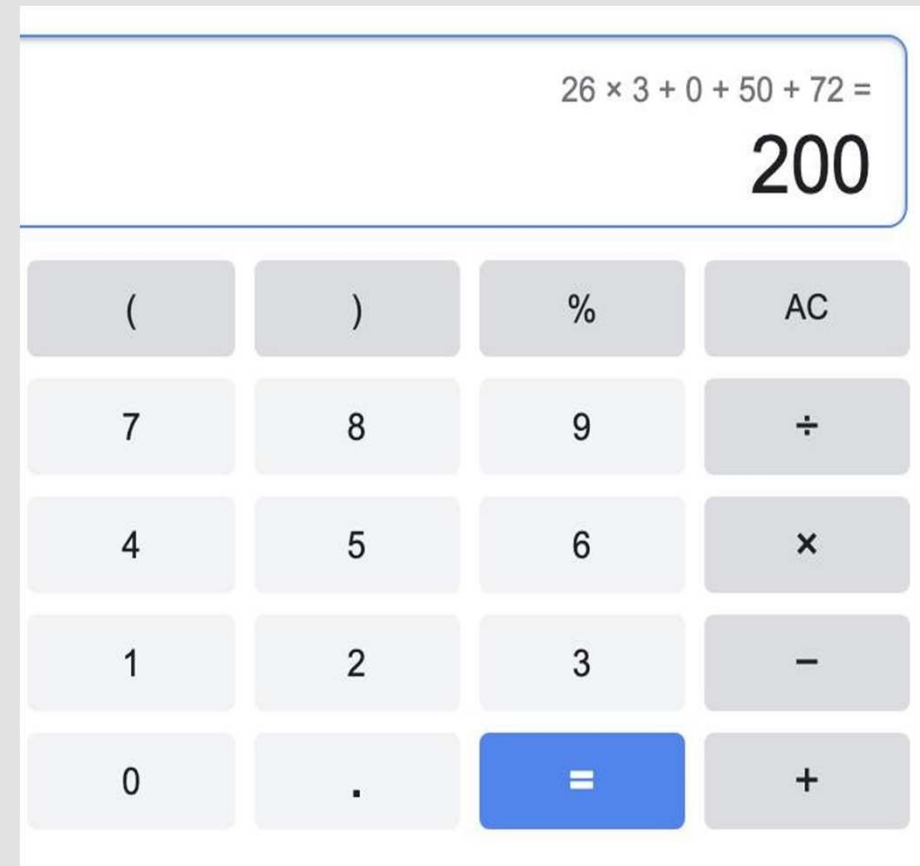 26 × 3 + 0 + 50 + 72 =
200
( ) % AC
7 8 9 ÷
4 5 6 ×
1 2 3 −
0 . = +